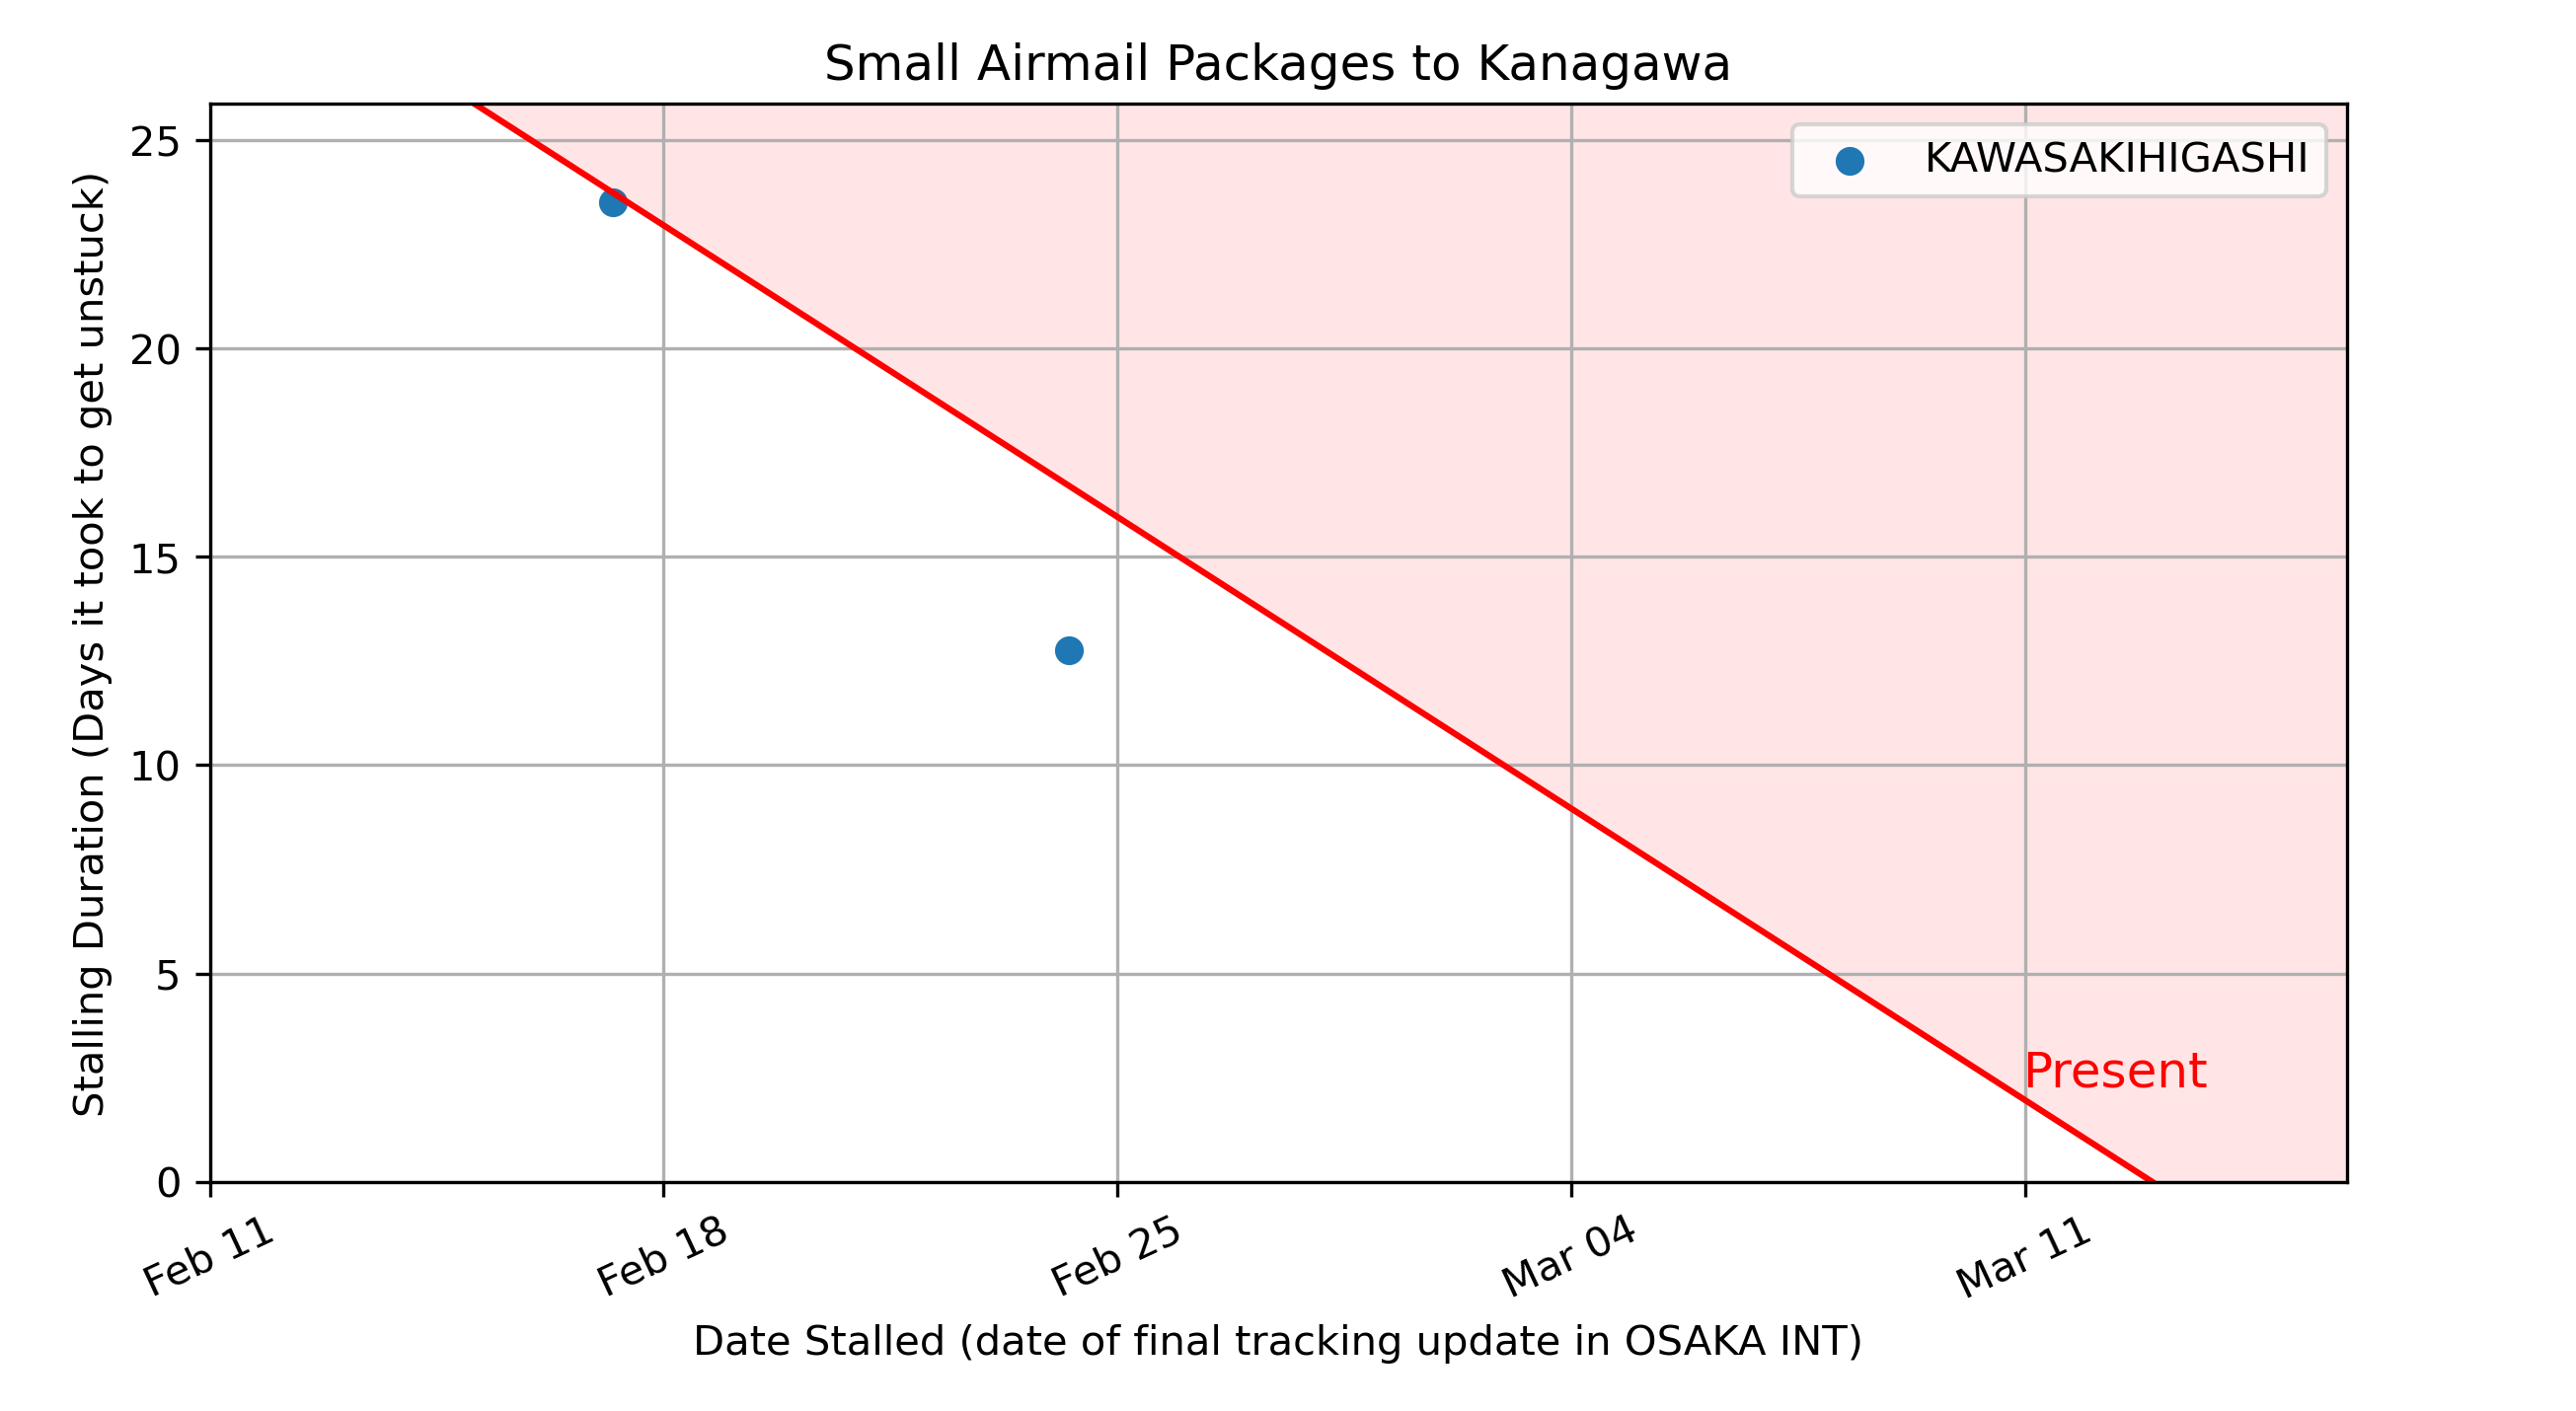 Small Airmail Packages to Kanagawa
KAWASAKIHIGASHI
Stalling Duration (Days it took to get unstuck)
25
20
15
10
5
0
Present
Feb 11
Feb 18
Feb 25
Mar 04
Mar 11
Date Stalled (date of final tracking update in OSAKA INT)